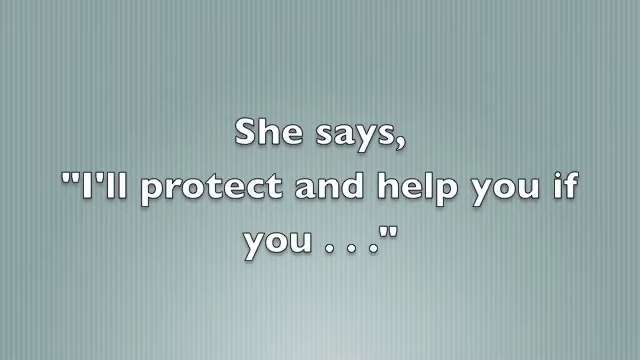 She says,
"I'll protect and help you if
you . . ."